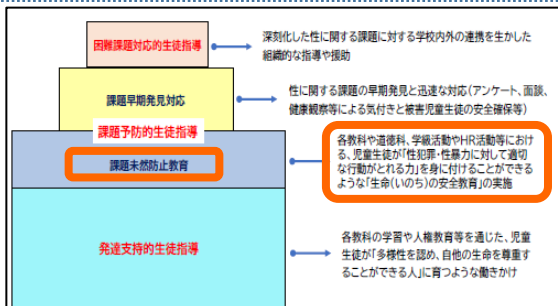 困難課題対応的生徒指導
深刻化した性に関する課題に対する学校内外の連携を生かした
組織的な指導や援助
課題早期発見対応
性に関する課題の早期発見と迅速な対応(アンケート、面談、
健康観察等による気付きと被害児童生徒の安全確保等)
課題予防的生徒指導
課題未然防止教育
各教科や道徳科、学級活動やHR活動等におけ
る、児童生徒が「性犯罪・性暴力に対して適切
な行動がとれる力」を身に付けることができる
ような「生命(いのち)の安全教育」の実施
発達支持的生徒指導
各教科の学習や人権教育等を通じた、児童
生徒が「多様性を認め、自他の生命を尊重す
ることができる人」に育つような働きかけ